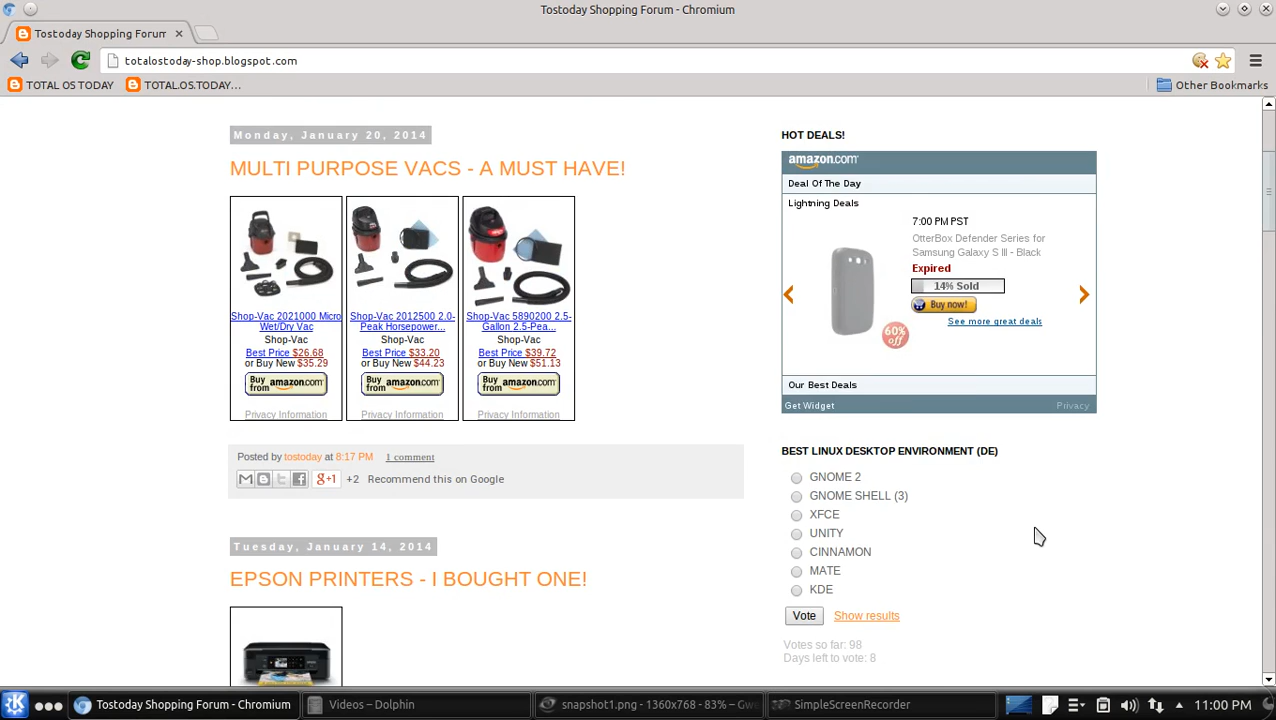 Tostoday Shopping Forum - Chromium
Tostoday Shopping Forum
totalostoday-shop.blogspot.com
TOTAL OS TODAY
TOTAL.OS.TODAY...
Other Bookmarks
Monday, January 20, 2014
MULTI PURPOSE VACS - A MUST HAVE!
Shop-Vac 2021000 Micro
Wet/Dry Vac
Shop-Vac
Best Price $26.68
or Buy New $35.29
Buy from amazon.com
Privacy Information
Shop-Vac 2012500 2.0-
Peak Horsepower...
Shop-Vac
Best Price $33.20
or Buy New $44.23
Buy from amazon.com
Privacy Information
Shop-Vac 5890200 2.5-
Gallon 2.5-Pea...
Shop-Vac
Best Price $39.72
or Buy New $51.13
Buy from amazon.com
Privacy Information
Posted by tostoday at 8:17 PM 1 comment
g+1 +2 Recommend this on Google
Tuesday, January 14, 2014
EPSON PRINTERS - I BOUGHT ONE!
HOT DEALS!
amazon.com
Deal Of The Day
Lightning Deals
7:00 PM PST
OtterBox Defender Series for
Samsung Galaxy S III - Black
Expired
14% Sold
Buy now!
60%
off
See more great deals
Our Best Deals
Get Widget
Privacy
BEST LINUX DESKTOP ENVIRONMENT (DE)
GNOME 2
GNOME SHELL (3)
XFCE
UNITY
CINNAMON
MATE
KDE
Vote
Show results
Votes so far: 98
Days left to vote: 8
Tostoday Shopping Forum - Chromium
Videos – Dolphin
snapshot1.png - 1360x768 - 83% – Gw
SimpleScreenRecorder
11:00 PM